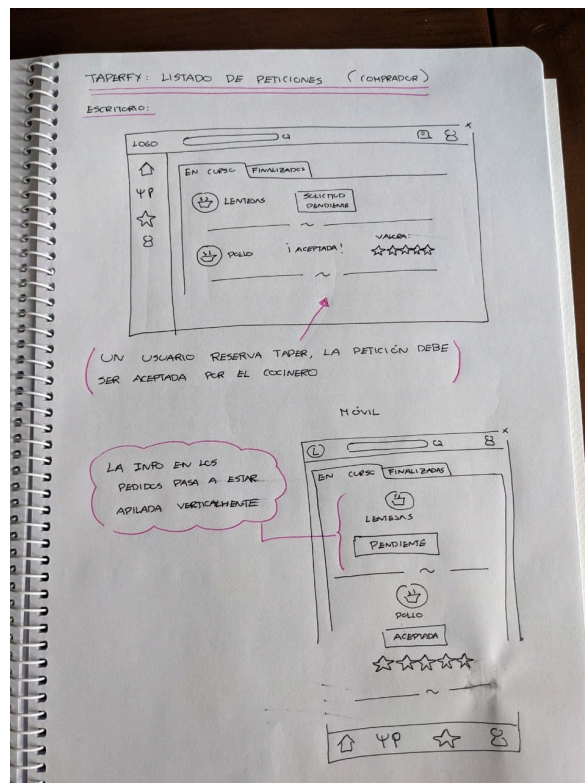 TAPERFY: LISTADO DE PETICIONES (COMPRADOR)
ESCRITORIO:
LOGO
EN CURSO FINALIZADOS
LENTEJAS
SOLICITUD
PENDIENTE
POLLO
¡ACEPTADA!
VALORA:
UN USUARIO RESERVA TAPER, LA PETICIÓN DEBE
SER ACEPTADA POR EL COCINERO
MÓVIL
L
EN CURSO FINALIZADAS
LA INFO EN LOS
PEDIDOS PASA A ESTAR
APILADA VERTICALMENTE
LENTEJAS
PENDIENTE
POLLO
ACEPTADA